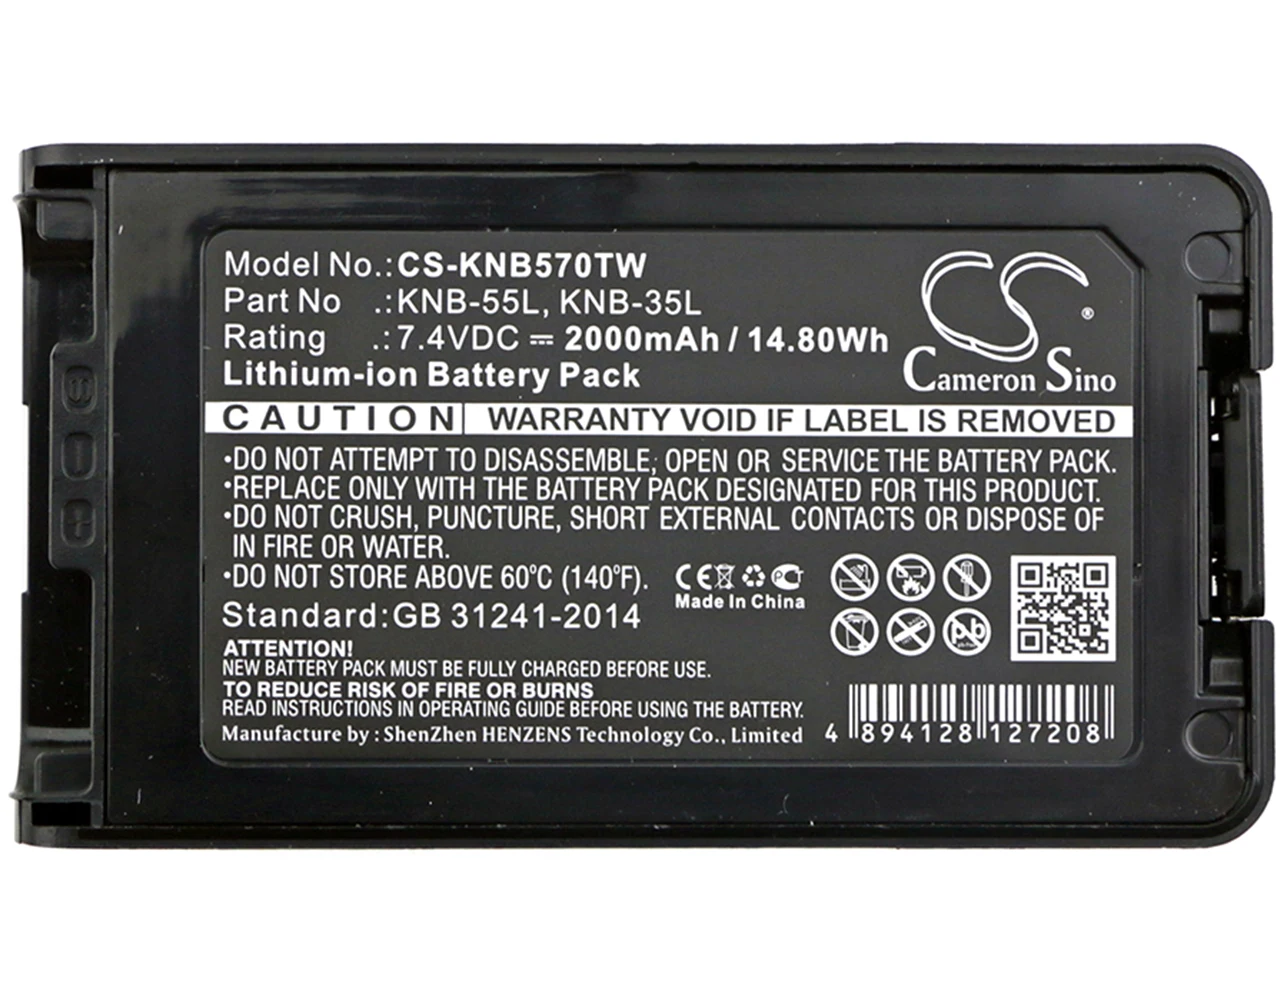 Model No.:CS-KNB570TW
Part No .:KNB-55L, KNB-35L
Rating .:7.4VDC ⎓ 2000mAh / 14.80Wh
Lithium-ion Battery Pack
CS ®
Cameron Sino
CAUTION| WARRANTY VOID IF LABEL IS REMOVED
·DO NOT ATTEMPT TO DISASSEMBLE, OPEN OR SERVICE THE BATTERY PACK.
·REPLACE ONLY WITH THE BATTERY PACK DESIGNATED FOR THIS PRODUCT.
·DO NOT CRUSH, PUNCTURE, SHORT EXTERNAL CONTACTS OR DISPOSE OF
IN FIRE OR WATER.
·DO NOT STORE ABOVE 60°C (140°F).
CE PCT
Made In China
Pb
Standard:GB 31241-2014
ATTENTION!
NEW BATTERY PACK MUST BE FULLY CHARGED BEFORE USE.
TO REDUCE RISK OF FIRE OR BURNS
READ INSTRUCTIONS IN OPERATING GUIDE BEFORE USING THE BATTERY.
Manufacture by : ShenZhen HENZENS Technology Co., Limited
4 894128 127208